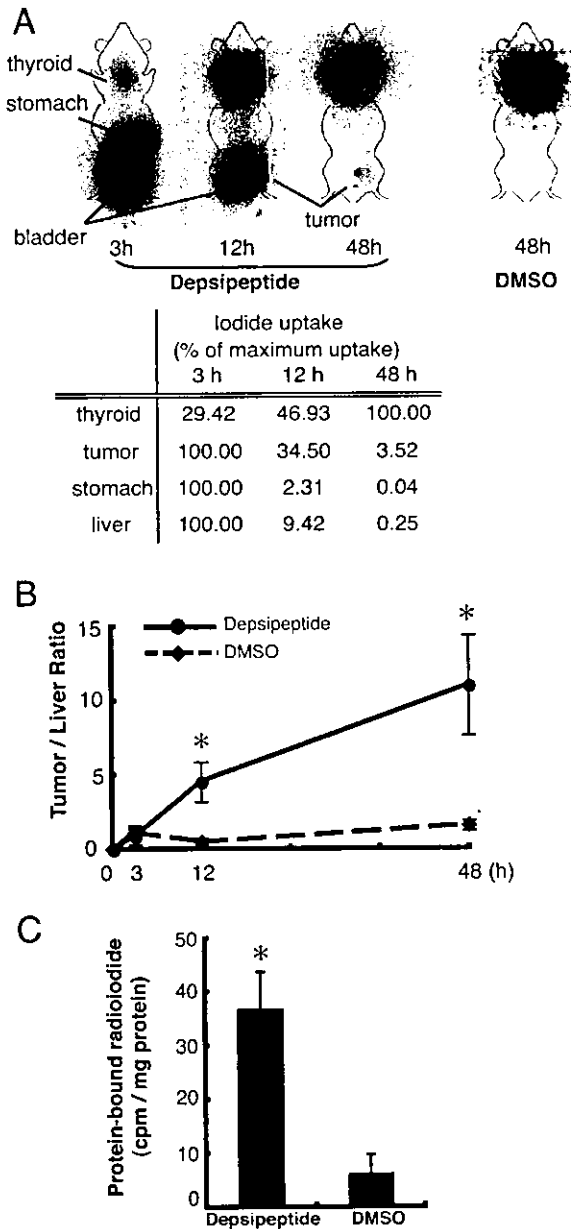 A
thyroid
stomach
bladder
tumor
3h 12h 48h 48h
Depsipeptide DMSO
Iodide uptake
(% of maximum uptake)
3 h 12 h 48 h
thyroid 29.42 46.93 100.00
tumor 100.00 34.50 3.52
stomach 100.00 2.31 0.04
liver 100.00 9.42 0.25
B
Depsipeptide
DMSO
Tumor / Liver Ratio
15
10
5
0
* *
0 3 12 48 (h)
C
Protein-bound radioiodide
(cpm / mg protein)
50
40
30
20
10
0
*
Depsipeptide DMSO